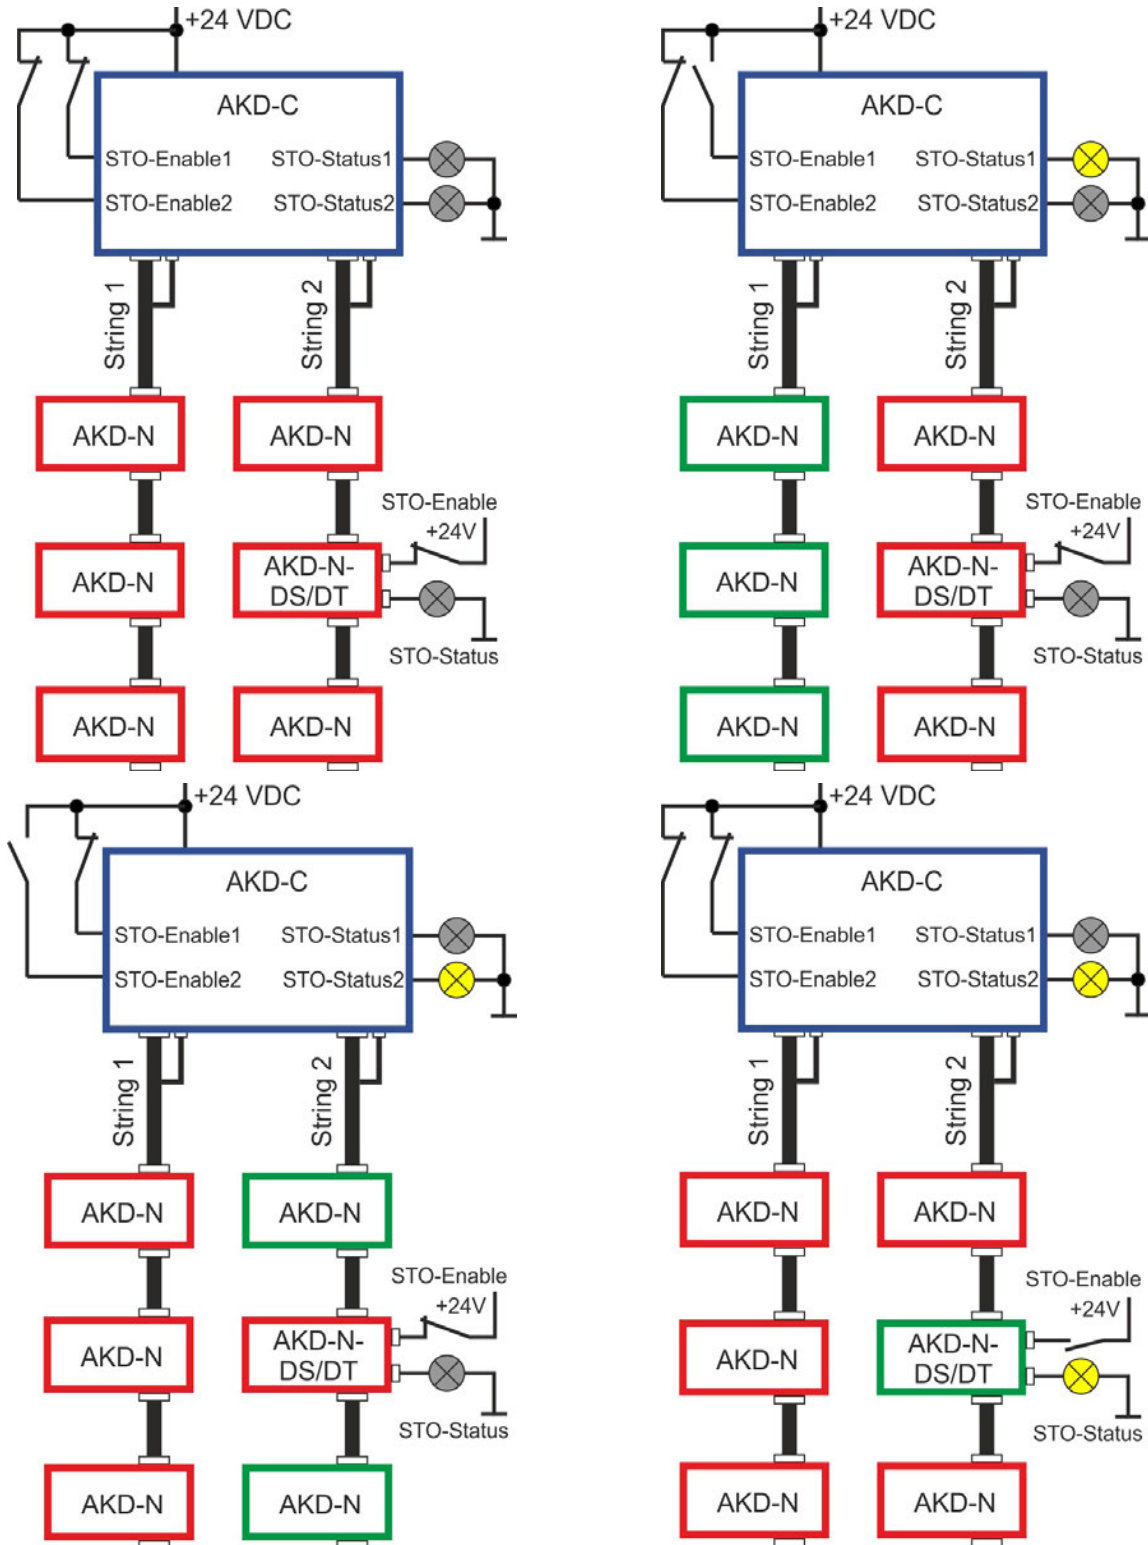 +24 VDC
AKD-C
STO-Enable1 STO-Status1
STO-Enable2 STO-Status2
String 1 String 2
AKD-N AKD-N
STO-Enable
+24V
AKD-N AKD-N-
DS/DT
STO-Status
AKD-N AKD-N
+24 VDC
AKD-C
STO-Enable1 STO-Status1
STO-Enable2 STO-Status2
String 1 String 2
AKD-N AKD-N
STO-Enable
+24V
AKD-N AKD-N-
DS/DT
STO-Status
AKD-N AKD-N
+24 VDC
AKD-C
STO-Enable1 STO-Status1
STO-Enable2 STO-Status2
String 1 String 2
AKD-N AKD-N
STO-Enable
+24V
AKD-N AKD-N-
DS/DT
STO-Status
AKD-N AKD-N
+24 VDC
AKD-C
STO-Enable1 STO-Status1
STO-Enable2 STO-Status2
String 1 String 2
AKD-N AKD-N
STO-Enable
+24V
AKD-N AKD-N-
DS/DT
STO-Status
AKD-N AKD-N